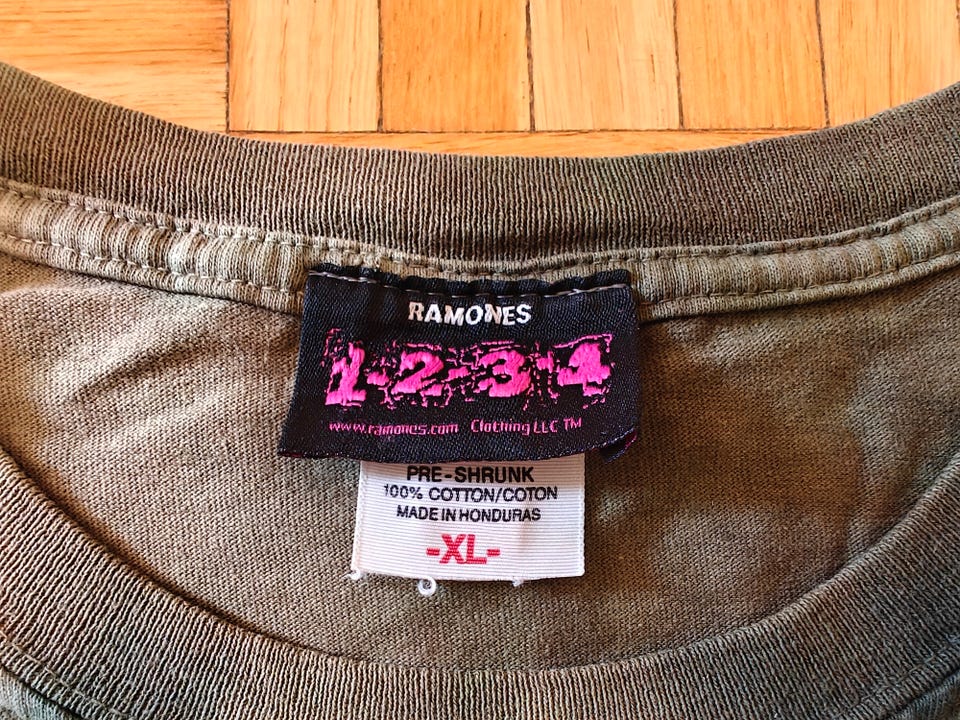 RAMONES
1-2-3-4
www.ramones.com Clothing LLC TM
PRE-SHRUNK
100% COTTON/COTON
MADE IN HONDURAS
-XL-